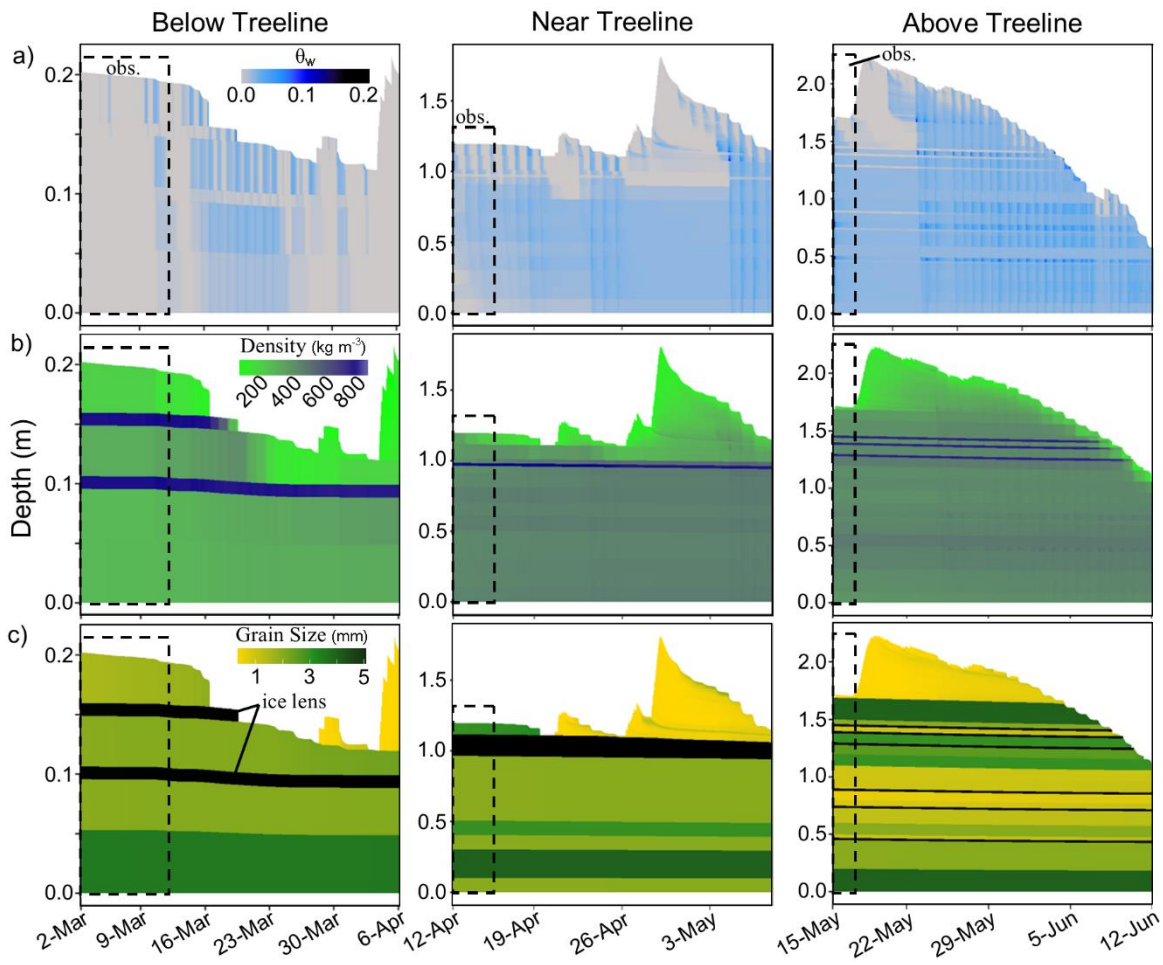 Below Treeline Near Treeline Above Treeline
a)
obs.
θw
0.0 0.1 0.2
0.2
0.1
0.0
obs.
1.5
1.0
0.5
0.0
obs.
2.0
1.5
1.0
0.5
0.0
b)
Density (kg m⁻³)
200 400 600 800
0.2
0.1
0.0
1.5
1.0
0.5
0.0
2.0
1.5
1.0
0.5
0.0
Depth (m)
c)
Grain Size (mm)
1 3 5
ice lens
0.2
0.1
0.0
1.5
1.0
0.5
0.0
2.0
1.5
1.0
0.5
0.0
2-Mar 9-Mar 16-Mar 23-Mar 30-Mar 6-Apr
12-Apr 19-Apr 26-Apr 3-May
15-May 22-May 29-May 5-Jun 12-Jun